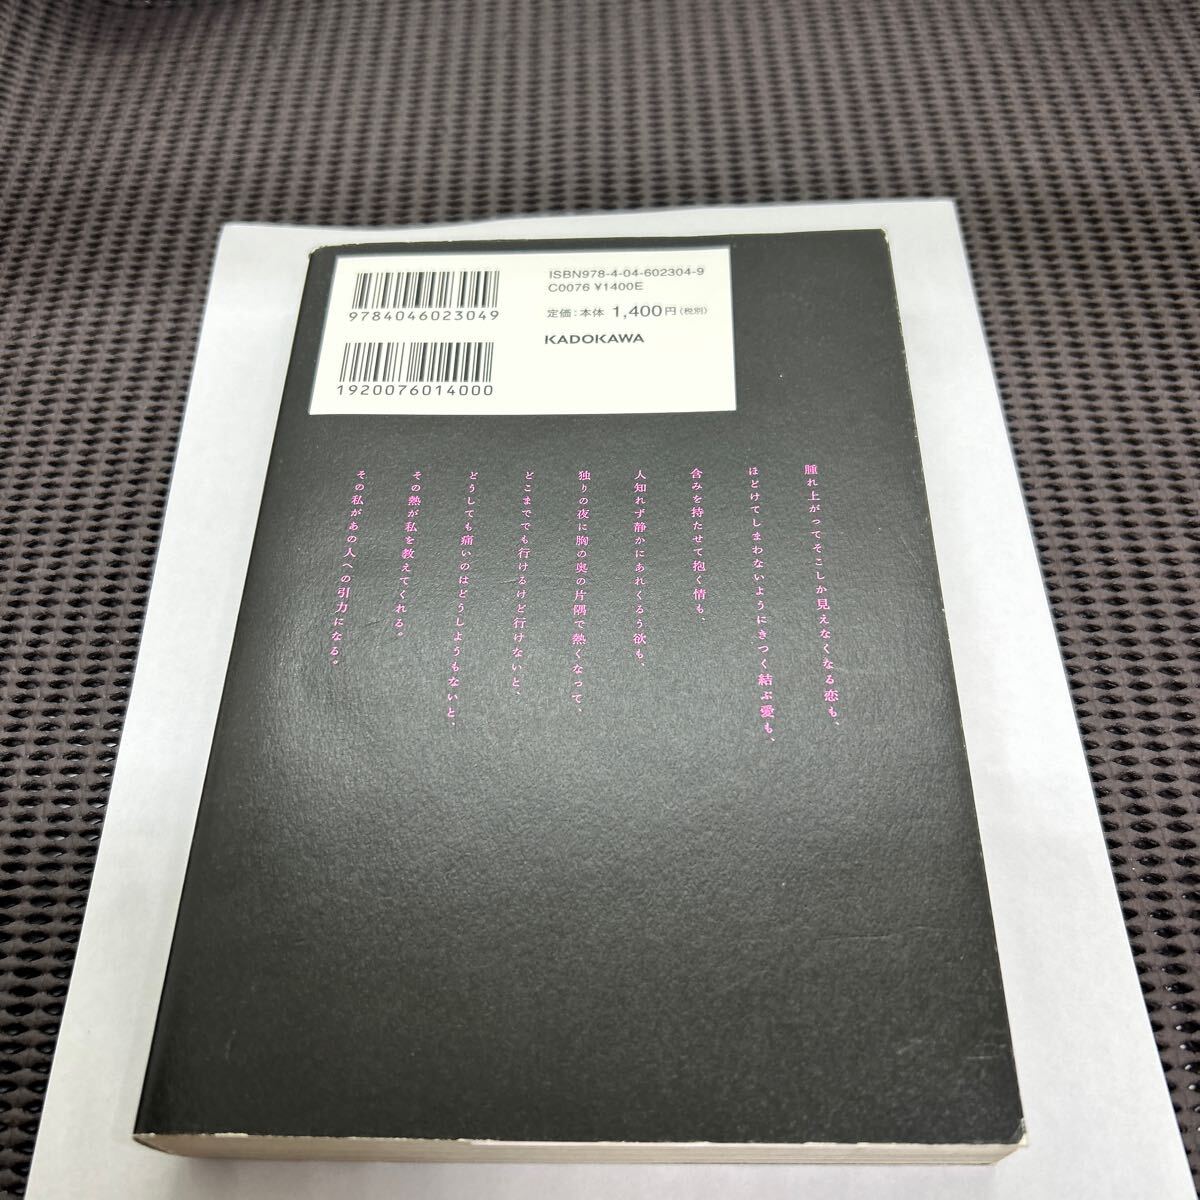 ISBN978-4-04-602304-9
C0076 ¥1400E
定価:本体 1,400円(税別)
KADOKAWA
9784046023049
1920076014000
腫れ上がってそこしか見えなくなる恋も、
ほどけてしまわないようにきつく結ぶ愛も、
含みを持たせて抱く情も、
人知れず静かにあれくるう欲も、
独りの夜に胸の奥の片隅で熱くなって、
どこまででも行けるけど行けないと、
どうしても痛いのはどうしようもないと、
その熱が私を教えてくれる。
その私があの人への引力になる。